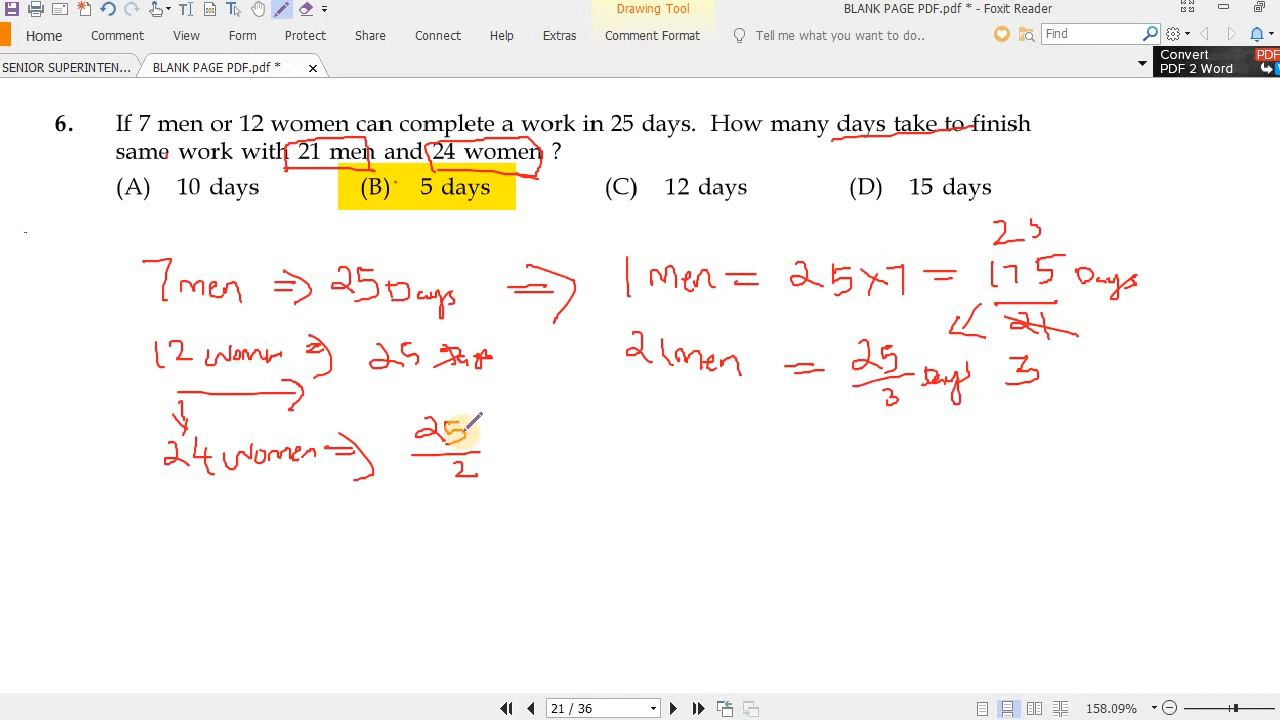 Drawing Tool
BLANK PAGE PDF.pdf * - Foxit Reader
Home Comment View Form Protect Share Connect Help Extras Comment Format Tell me what you want to do.. Find
SENIOR SUPERINTEN... BLANK PAGE PDF.pdf * Convert PDF
PDF 2 Word
6. If 7 men or 12 women can complete a work in 25 days. How many days take to finish
same work with 21 men and 24 women ?
(A) 10 days (B) 5 days (C) 12 days (D) 15 days
25
7 men ⇒ 25 Days ⇒ 1 Men = 25×7 = 175 Days
21
12 women ⇒ 25 Days 21 men = 25/3 Days 3
24 women ⇒ 25/2
21 / 36 158.09%